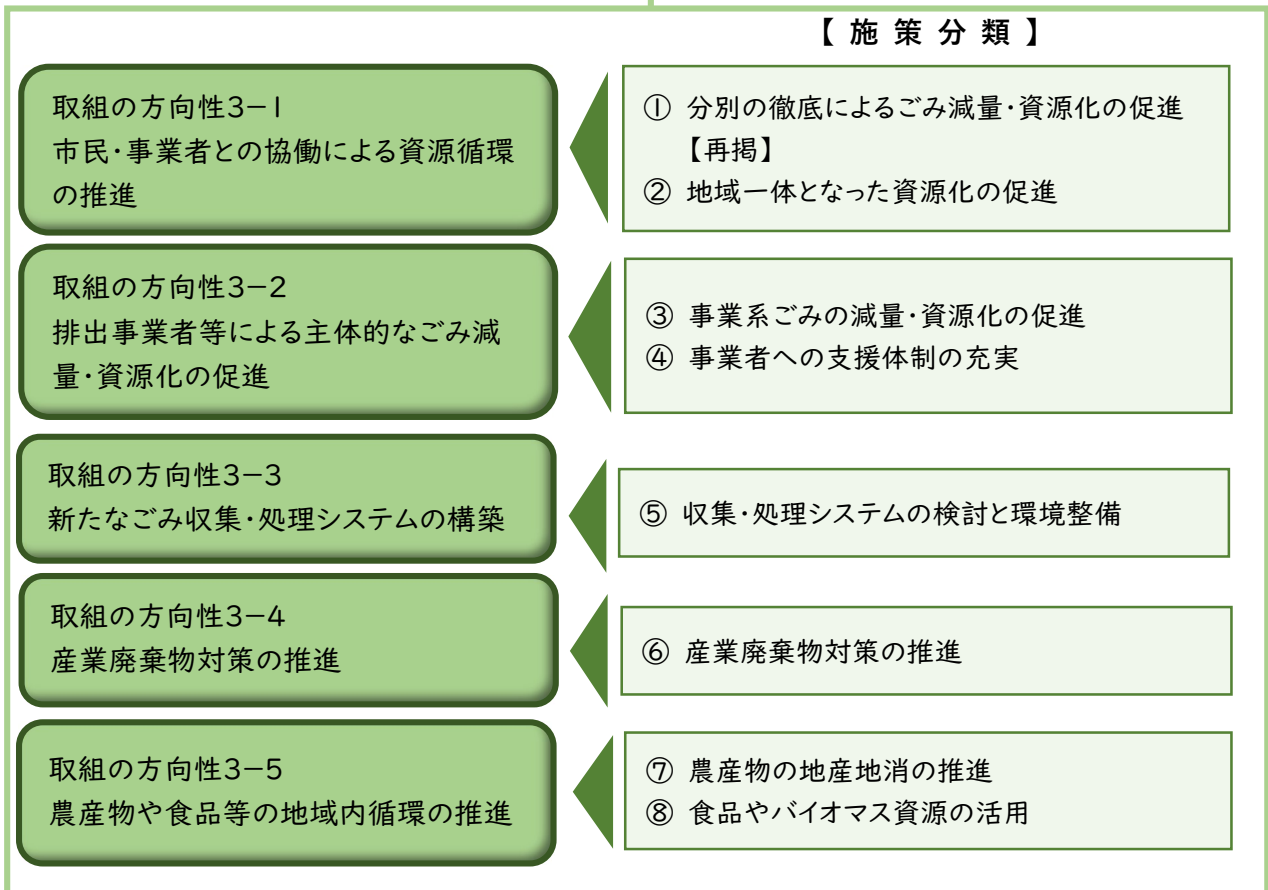 【 施 策 分 類 】
取組の方向性3－1
市民・事業者との協働による資源循環
の推進
① 分別の徹底によるごみ減量・資源化の促進
【再掲】
② 地域一体となった資源化の促進
取組の方向性3－2
排出事業者等による主体的なごみ減
量・資源化の促進
③ 事業系ごみの減量・資源化の促進
④ 事業者への支援体制の充実
取組の方向性3－3
新たなごみ収集・処理システムの構築
⑤ 収集・処理システムの検討と環境整備
取組の方向性3－4
産業廃棄物対策の推進
⑥ 産業廃棄物対策の推進
取組の方向性3－5
農産物や食品等の地域内循環の推進
⑦ 農産物の地産地消の推進
⑧ 食品やバイオマス資源の活用